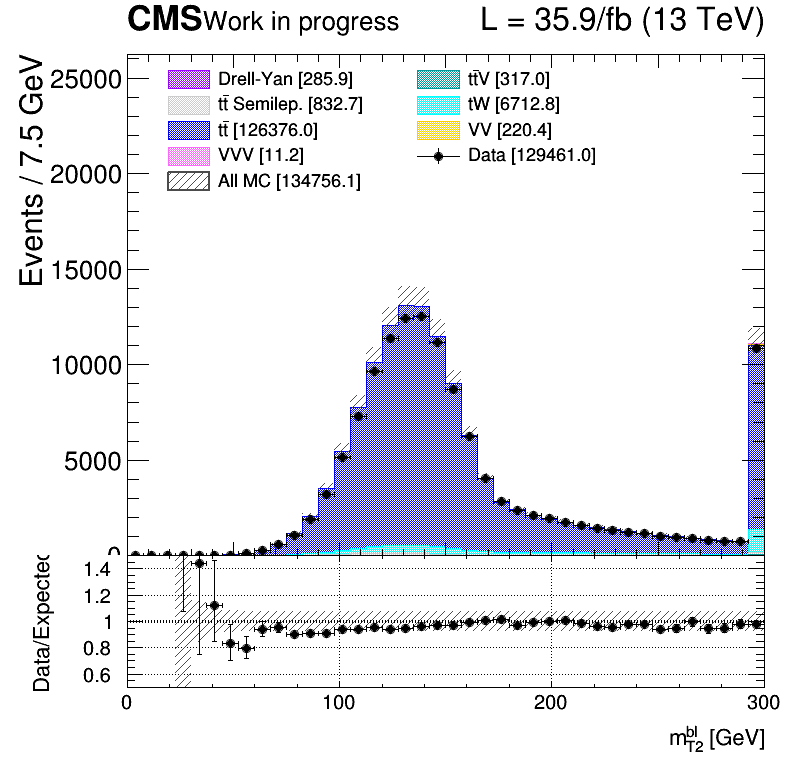 CMS Work in progress L = 35.9/fb (13 TeV)
Events / 7.5 GeV
25000
20000
15000
10000
5000
0
Drell-Yan [285.9]
tt̄ Semilep. [832.7]
tt̄ [126376.0]
VVV [11.2]
All MC [134756.1]
tt̄V [317.0]
tW [6712.8]
VV [220.4]
Data [129461.0]
Data/Expected
1.4
1.2
1
0.8
0.6
0 100 200 300
m_{T2}^{bl} [GeV]